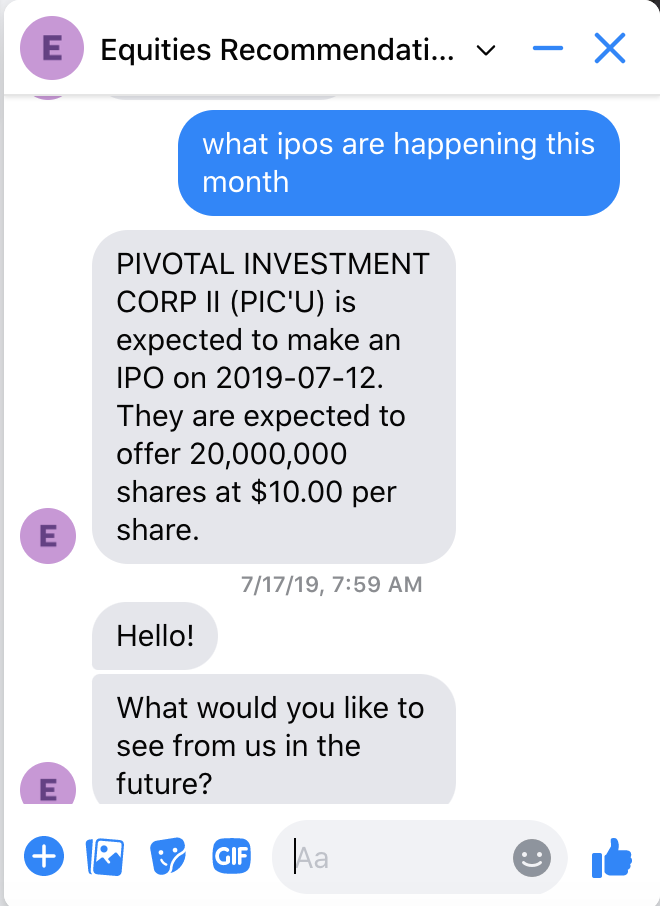 E
Equities Recommendati...
what ipos are happening this
month
PIVOTAL INVESTMENT
CORP II (PIC'U) is
expected to make an
IPO on 2019-07-12.
They are expected to
offer 20,000,000
shares at $10.00 per
share.
E
7/17/19, 7:59 AM
Hello!
What would you like to
see from us in the
future?
E
GIF
Aa